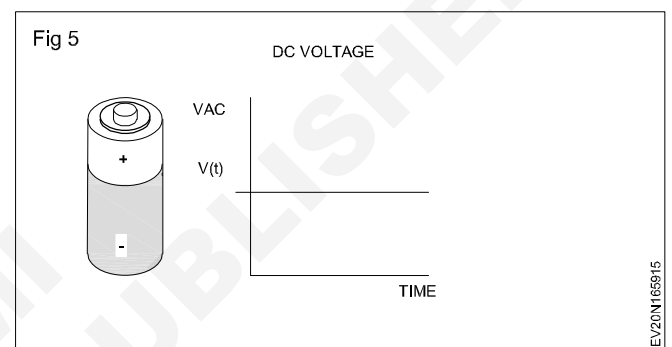 Fig 5
DC VOLTAGE
VAC
+
V(t)
-
TIME
EV20N165915